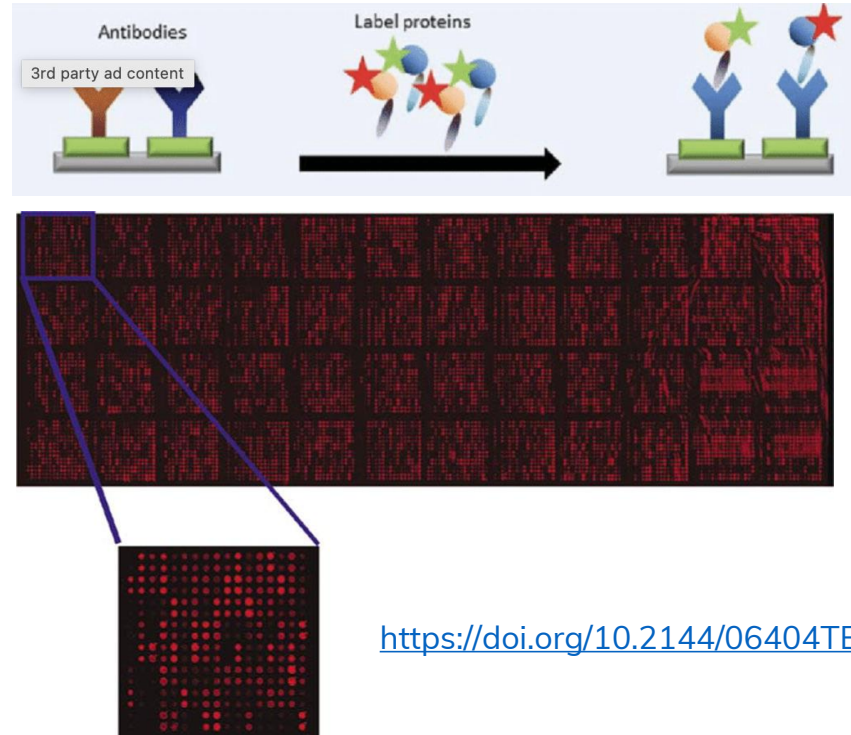 Antibodies
Label proteins
3rd party ad content
https://doi.org/10.2144/06404TE